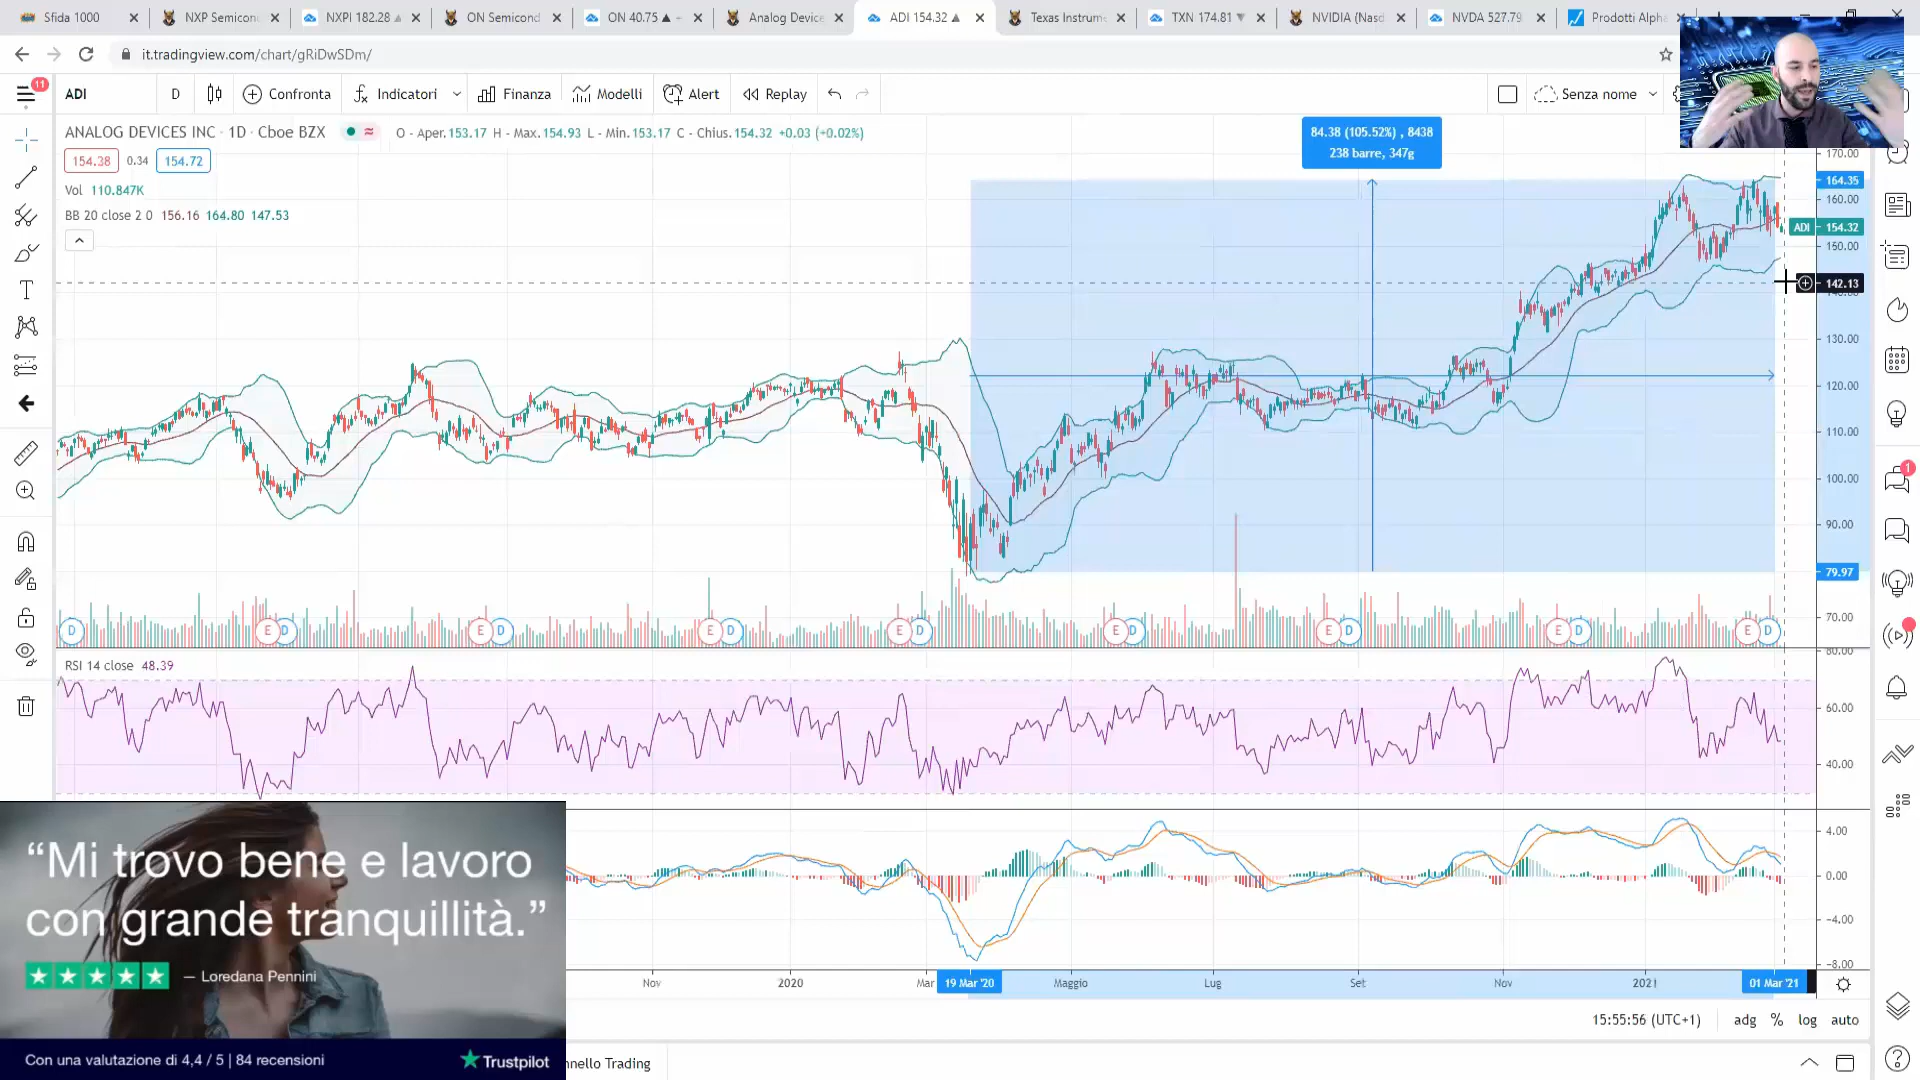 Sfida 1000
NXP Semicon
NXPI 182.28 ▲
ON Semicond
ON 40.75 ▲
Analog Device
ADI 154.32 ▲
Texas Instrum
TXN 174.81 ▼
NVIDIA (Nasd
NVDA 527.79
Prodotti Alph
it.tradingview.com/chart/gRiDwSDm/
11
ADI
D
Confronta
Indicatori
Finanza
Modelli
Alert
Replay
Senza nome
ANALOG DEVICES INC · 1D · Cboe BZX
O - Aper. 153.17 H - Max. 154.93 L - Min. 153.17 C - Chius. 154.32 +0.03 (+0.02%)
154.38 0.34 154.72
Vol 110.847K
BB 20 close 2 0 156.16 164.80 147.53
84.38 (105.52%) , 8438
238 barre, 347g
170.00
164.35
160.00
ADI 154.32
150.00
142.13
130.00
120.00
110.00
100.00
90.00
79.97
70.00
D
E D
E D
E D
E D
E D
E D
E D
E D
1
RSI 14 close 48.39
80.00
60.00
40.00
4.00
0.00
−4.00
−8.00
“Mi trovo bene e lavoro
con grande tranquillità.”
— Loredana Pennini
Con una valutazione di 4,4 / 5 | 84 recensioni
Trustpilot
Nov
2020
Mar
19 Mar '20
Maggio
Lug
Set
Nov
2021
01 Mar '21
15:55:56 (UTC+1)
adg
%
log
auto
nnello Trading